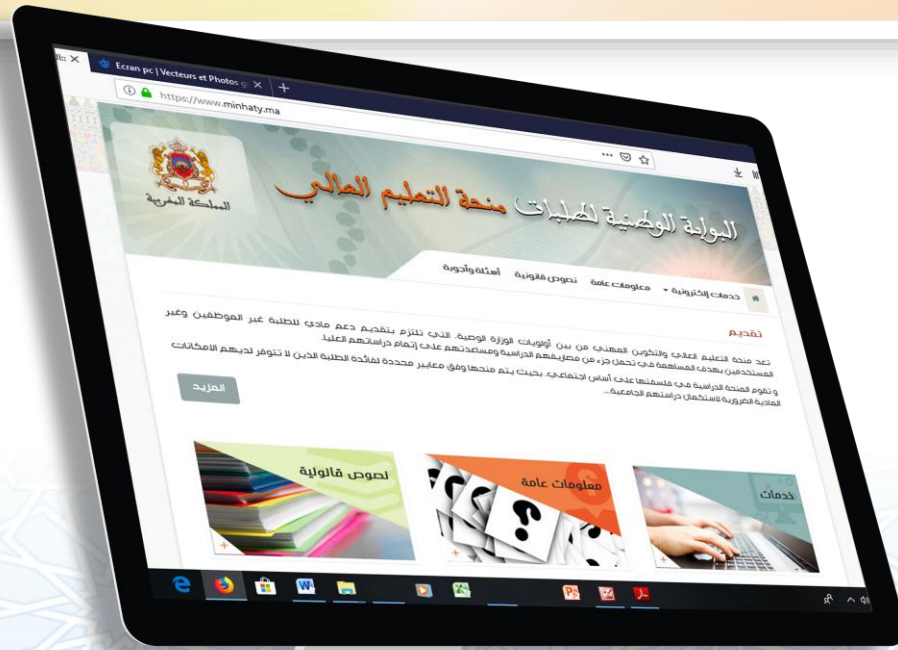 Ecran pc | Vecteurs et Photos g
https://www.minhaty.ma
المملكة المغربية
البوابة الوطنية لطلبات منحة التعليم العالي
خدمات إلكترونية
معلومات عامة
نصوص قانونية
أسئلة وأجوبة
تقديم
تعد منحة التعليم العالي والتكوين المهني من بين أولويات الوزارة الوصية، التي تلتزم بتقديم دعم مادي للطلبة غير الموظفين وغير
المستخدمين بهدف المساهمة في تحمل جزء من مصاريفهم الدراسية ومساعدتهم على إتمام دراساتهم العليا.
و تقوم المنحة الدراسية في فلسفتها على أساس اجتماعي، بحيث يتم منحها وفق معايير محددة لفائدة الطلبة الذين لا تتوفر لديهم الامكانات
المادية الضرورية لاستكمال دراستهم الجامعية...
المزيد
خدمات
معلومات عامة
نصوص قانونية